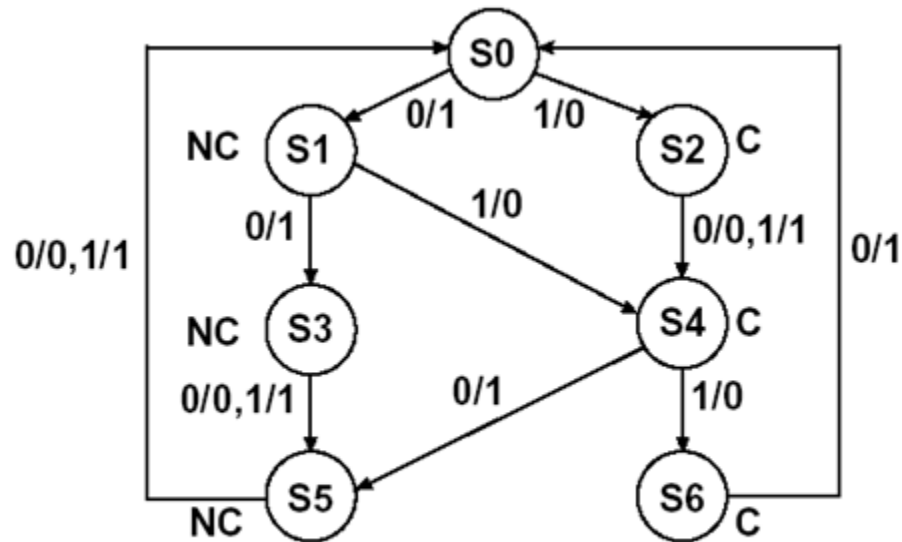 S0
0/1 1/0
NC S1 S2 C
1/0
0/1 0/0,1/1
0/0,1/1 0/1
NC S3 S4 C
0/0,1/1 0/1 1/0
S5 S6
NC C